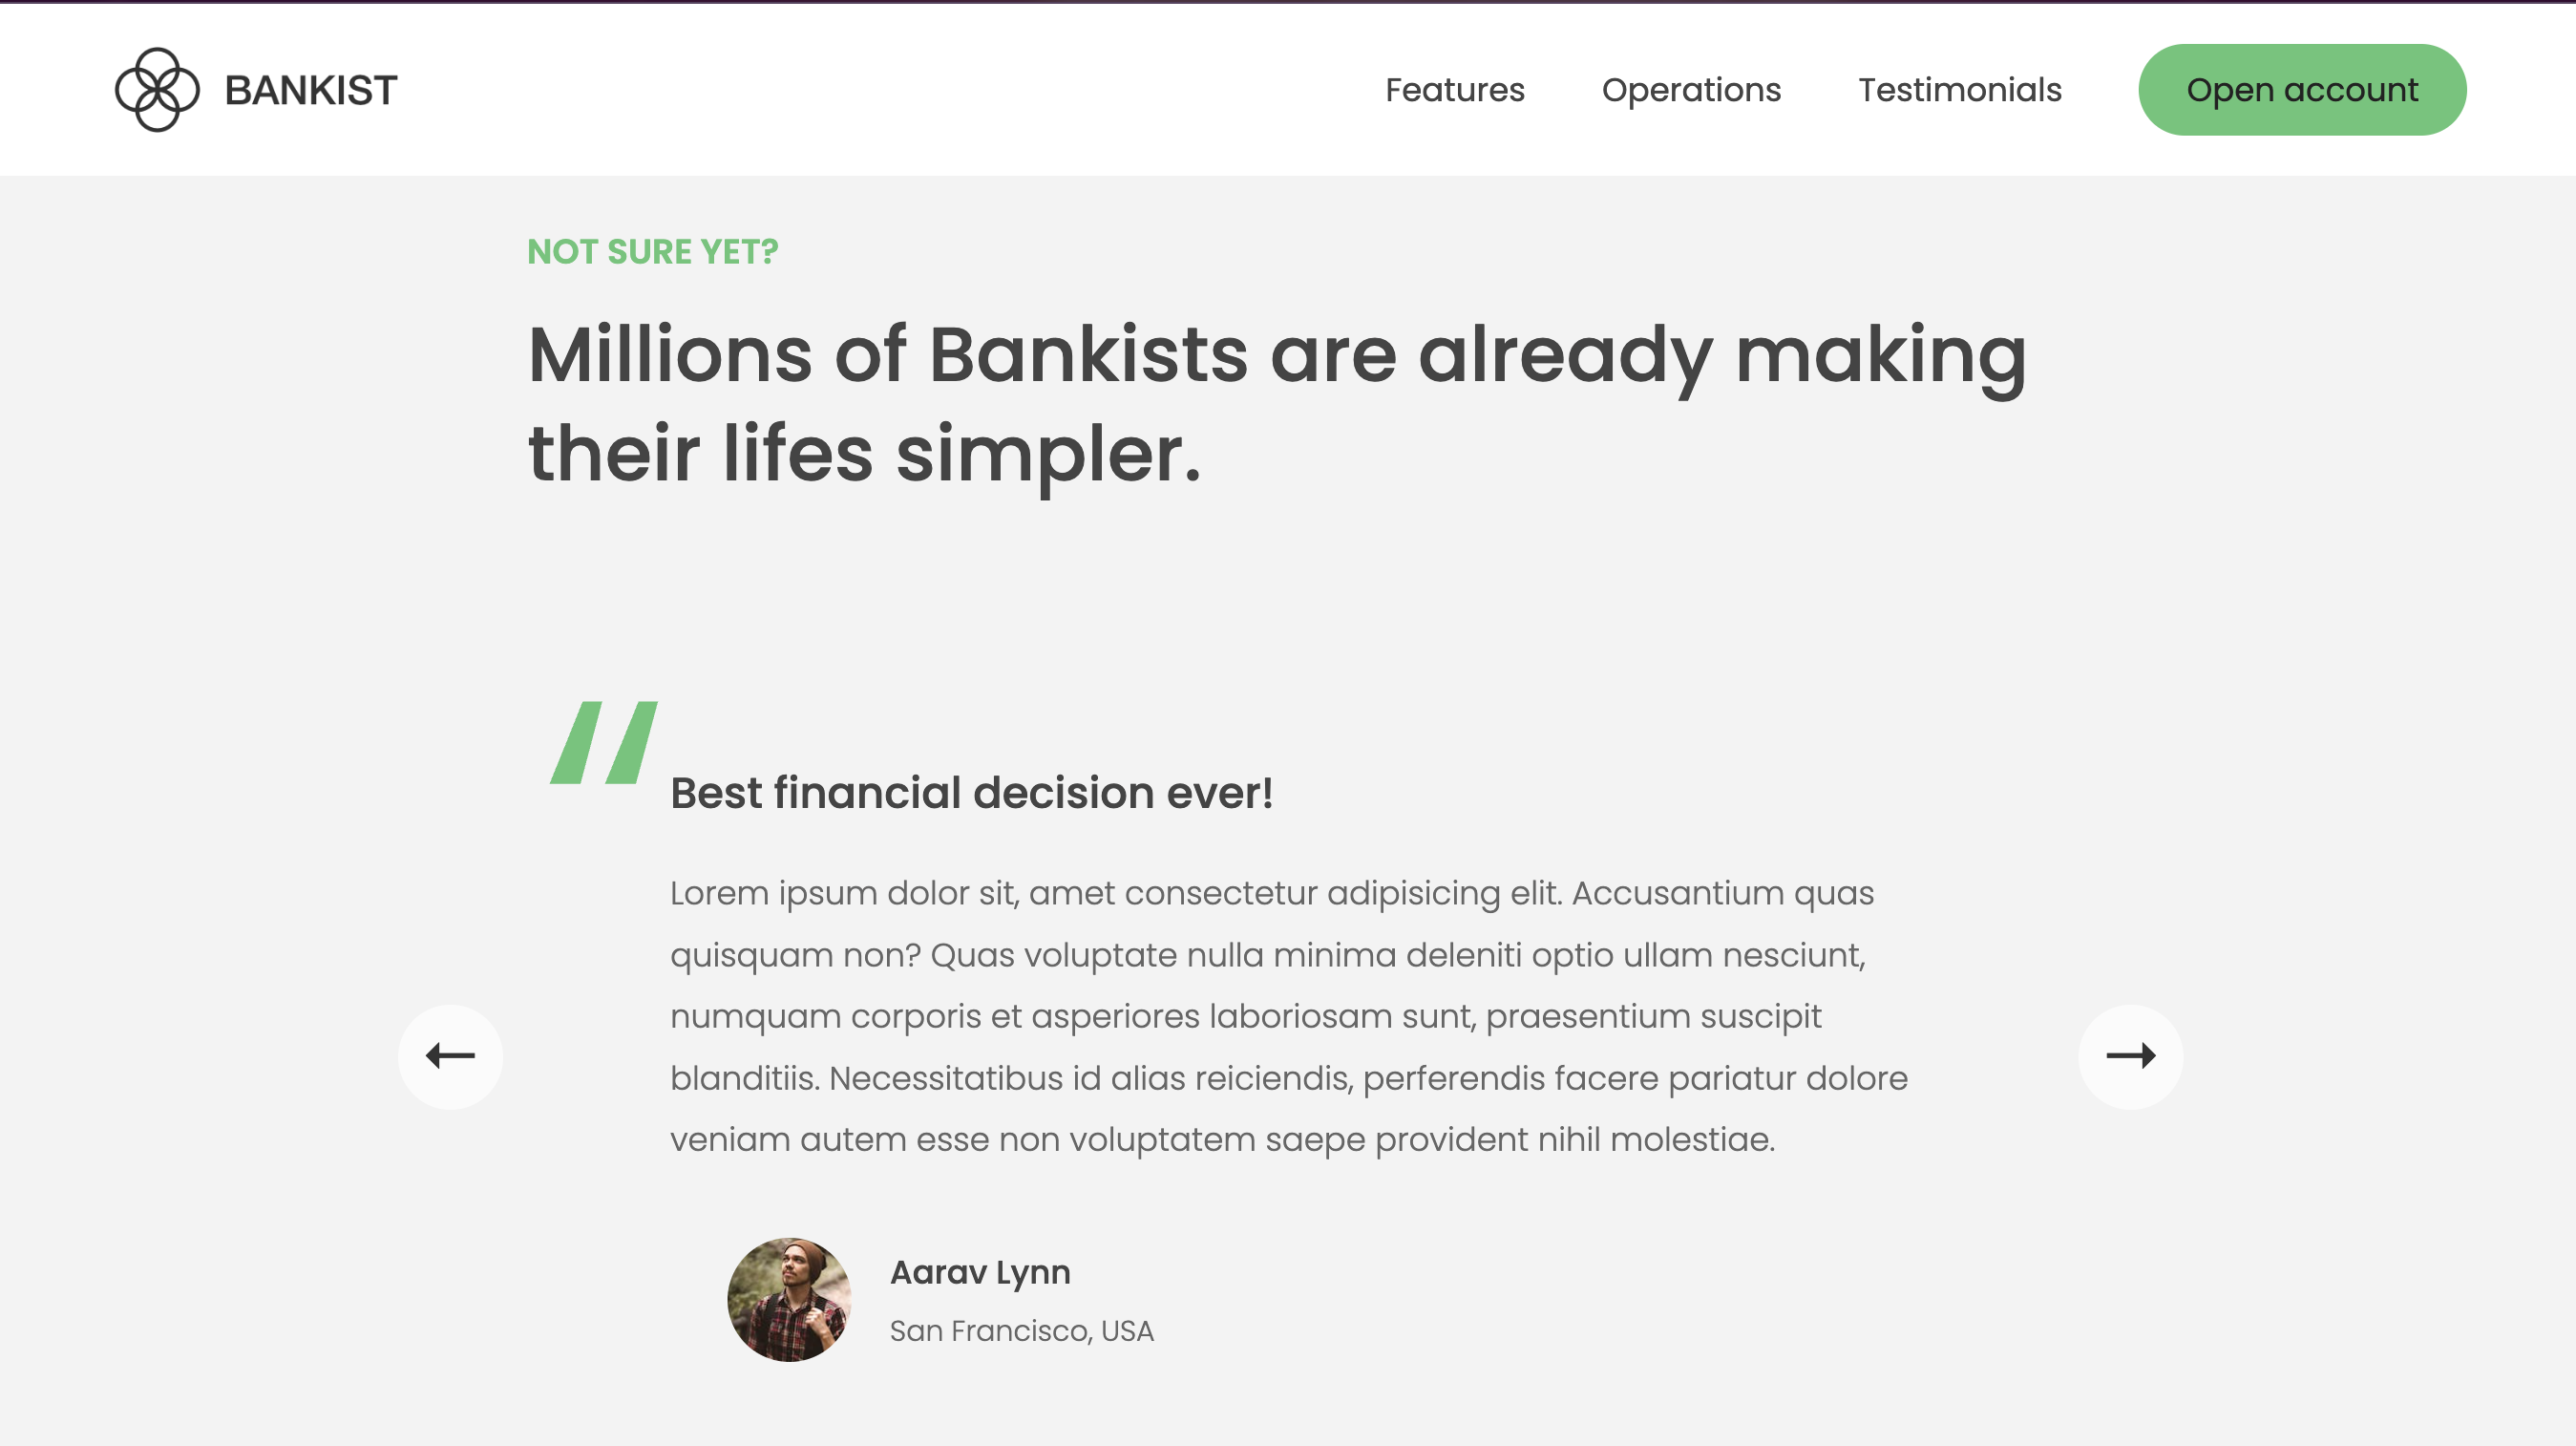 BANKIST
Features
Operations
Testimonials
Open account
NOT SURE YET?
Millions of Bankists are already making
their lifes simpler.
“
Best financial decision ever!
Lorem ipsum dolor sit, amet consectetur adipisicing elit. Accusantium quas
quisquam non? Quas voluptate nulla minima deleniti optio ullam nesciunt,
numquam corporis et asperiores laboriosam sunt, praesentium suscipit
blanditiis. Necessitatibus id alias reiciendis, perferendis facere pariatur dolore
veniam autem esse non voluptatem saepe provident nihil molestiae.
Aarav Lynn
San Francisco, USA